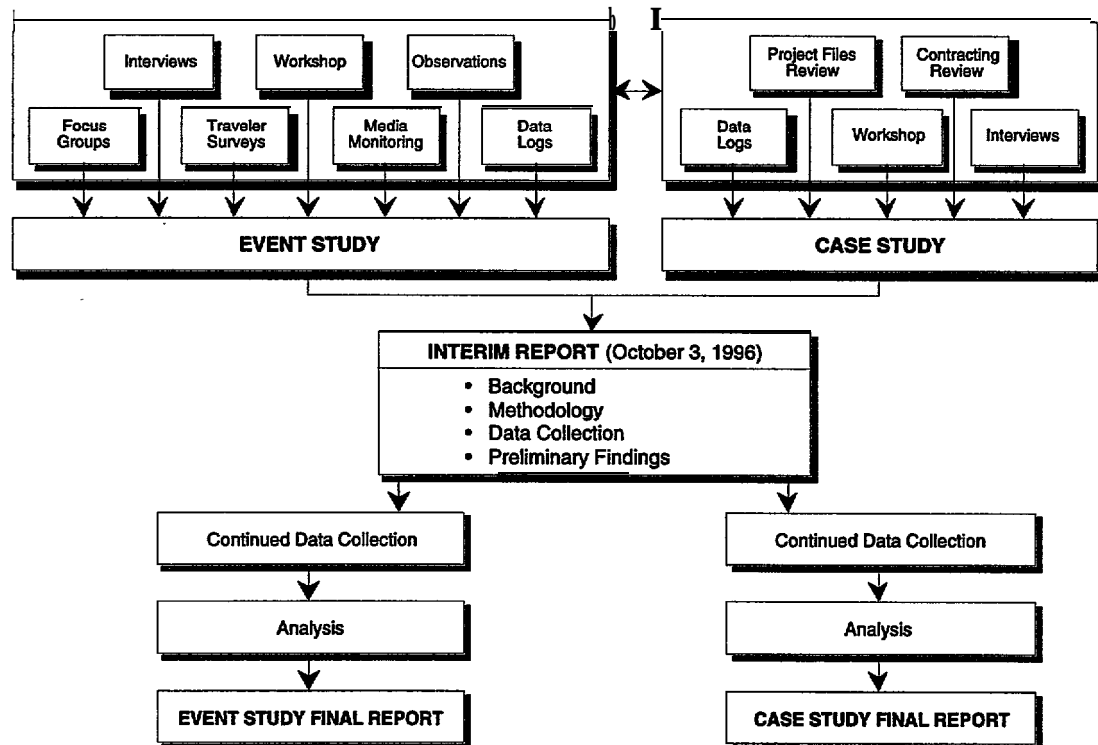 Interviews
Workshop
Observations
Focus
Groups
Traveler
Surveys
Media
Monitoring
Data
Logs
Project Files
Review
Contracting
Review
Data
Logs
Workshop
Interviews
EVENT STUDY
CASE STUDY
INTERIM REPORT (October 3, 1996)
• Background
• Methodology
• Data Collection
• Preliminary Findings
Continued Data Collection
Continued Data Collection
Analysis
Analysis
EVENT STUDY FINAL REPORT
CASE STUDY FINAL REPORT